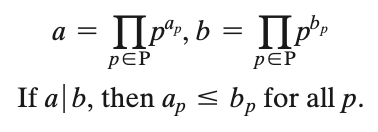 a = ∏ p^{a_p}, b = ∏ p^{b_p}
p∈P p∈P
If a|b, then a_p ≤ b_p for all p.